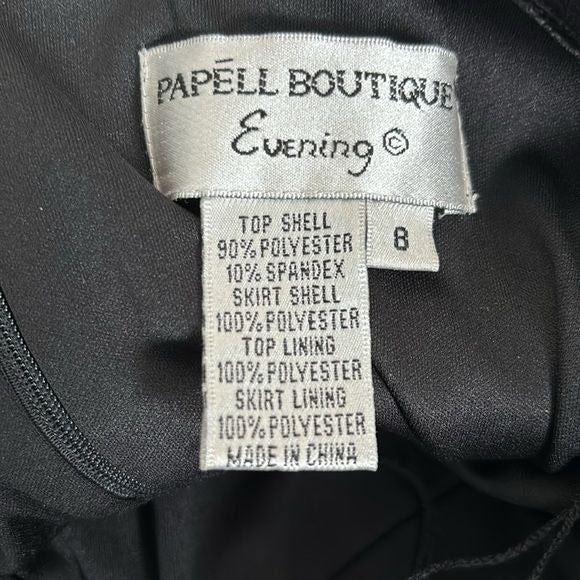 PAPĒLL BOUTIQUE
Evening ©
8
TOP SHELL
90% POLYESTER
10% SPANDEX
SKIRT SHELL
100% POLYESTER
TOP LINING
100% POLYESTER
SKIRT LINING
100% POLYESTER
MADE IN CHINA